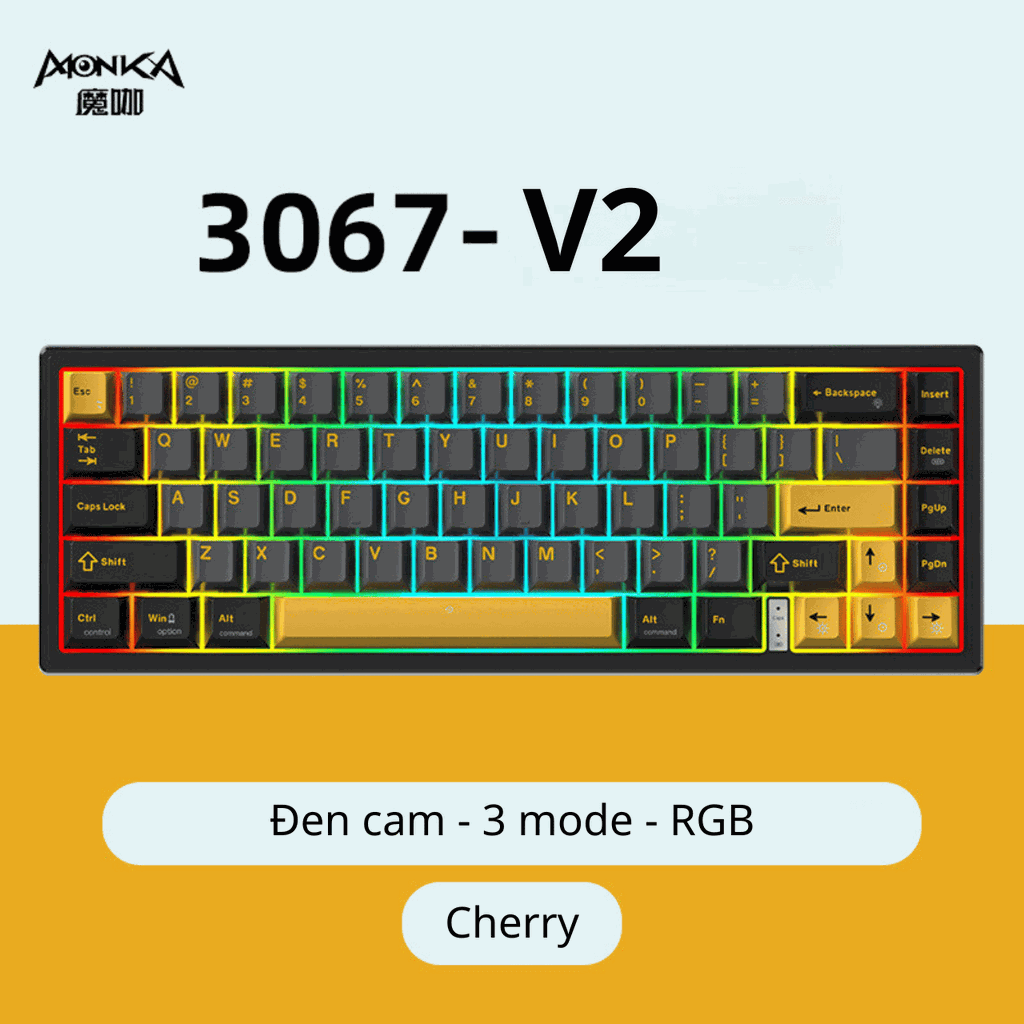 MONKA
魔咖
3067- V2
Esc ! 1 @ 2 # 3 $ 4 % 5 ^ 6 & 7 * 8 ( 9 ) 0 — - + = ← Backspace Insert
Tab Q W E R T Y U I O P { [ } ] | \ Delete
Caps Lock A S D F G H J K L : ; " ' Enter PgUp
Shift Z X C V B N M < , > . ? / Shift ↑ PgDn
Ctrl control Win option Alt command Alt command Fn ← ↓ →
Đen cam - 3 mode - RGB
Cherry